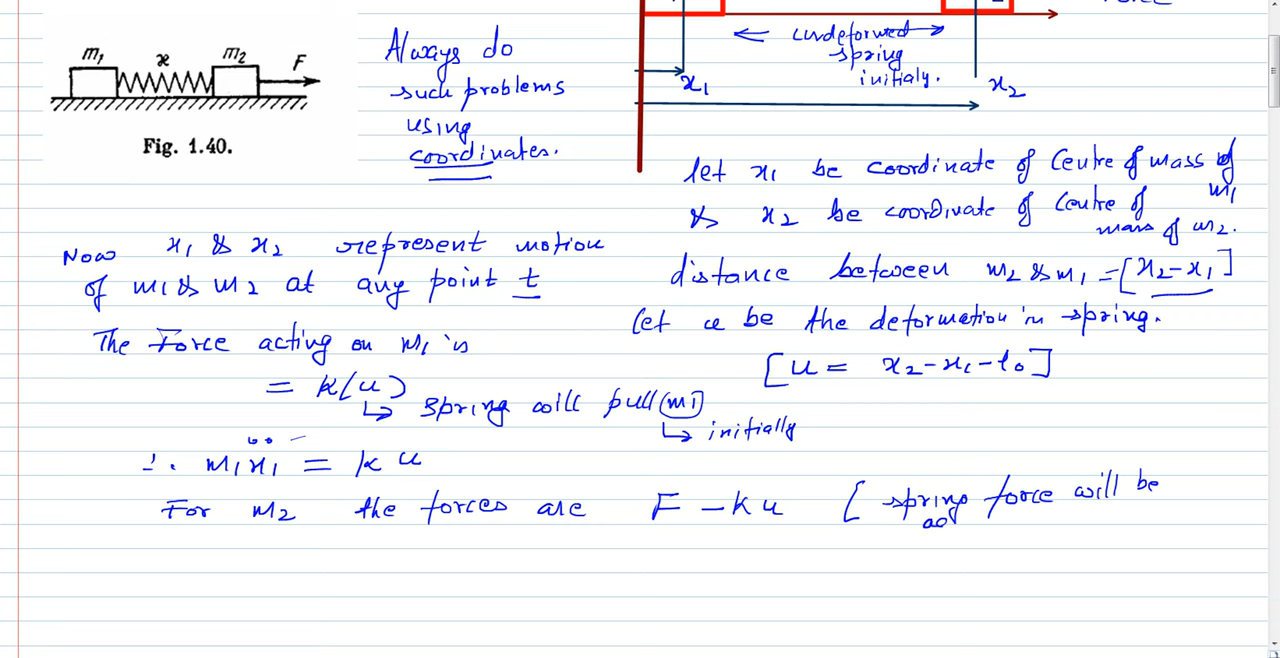 m₁ x m₂ F
Fig. 1.40.
Always do
such problems
using
coordinates.
← undeformed →
spring
initialy.
x₁
x₂
let x₁ be coordinate of Centre of mass of
m₁
& x₂ be coordinate of Centre of
mass of m₂.
distance between m₂ & m₁ = [x₂-x₁]
let u be the deformation in spring.
[u = x₂-x₁-l₀]
Now x₁ & x₂ represent motion
of m₁ & m₂ at any point t
The Force acting on m₁ is
= k(u)
↳ spring will pull (m₁)
↳ initially
∴ m₁ẍ₁ = k u
For m₂ the forces are F - ku [spring force will be